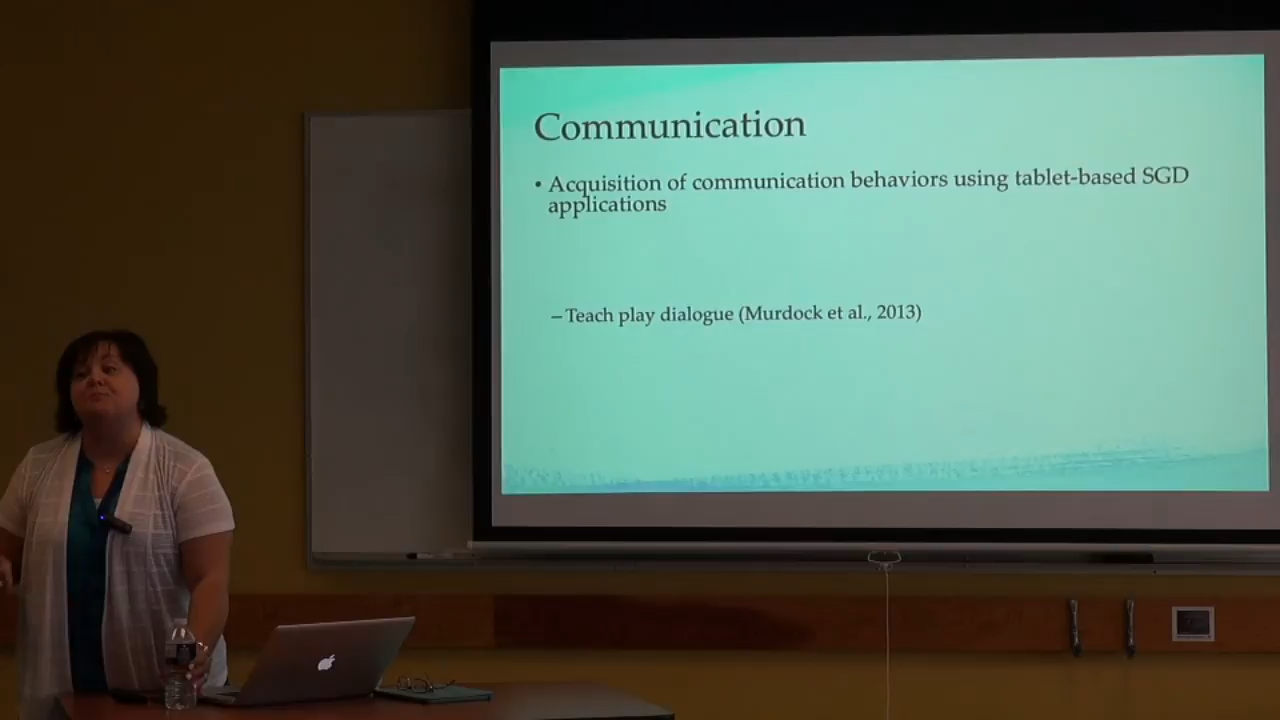 Communication
• Acquisition of communication behaviors using tablet-based SGD
applications
– Teach play dialogue (Murdock et al., 2013)